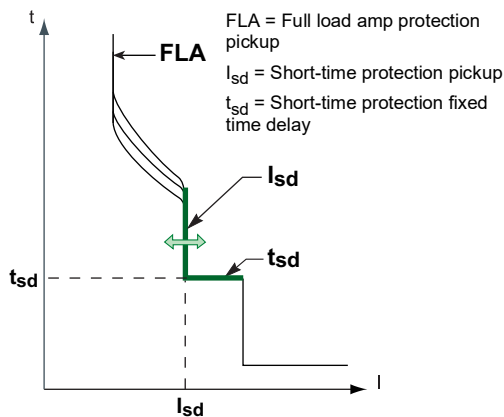 t
FLA = Full load amp protection
pickup
FLA
Isd = Short-time protection pickup
tsd = Short-time protection fixed
time delay
Isd
tsd
tsd
I
Isd